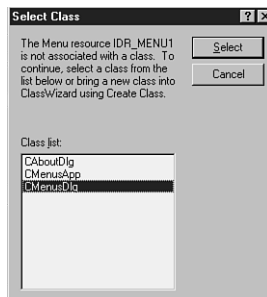 Select Class
The Menu resource IDR_MENU1
is not associated with a class. To
continue, select a class from the
list below or bring a new class into
ClassWizard using Create Class.
Select
Cancel
Class list:
CAboutDlg
CMenusApp
CMenusDlg